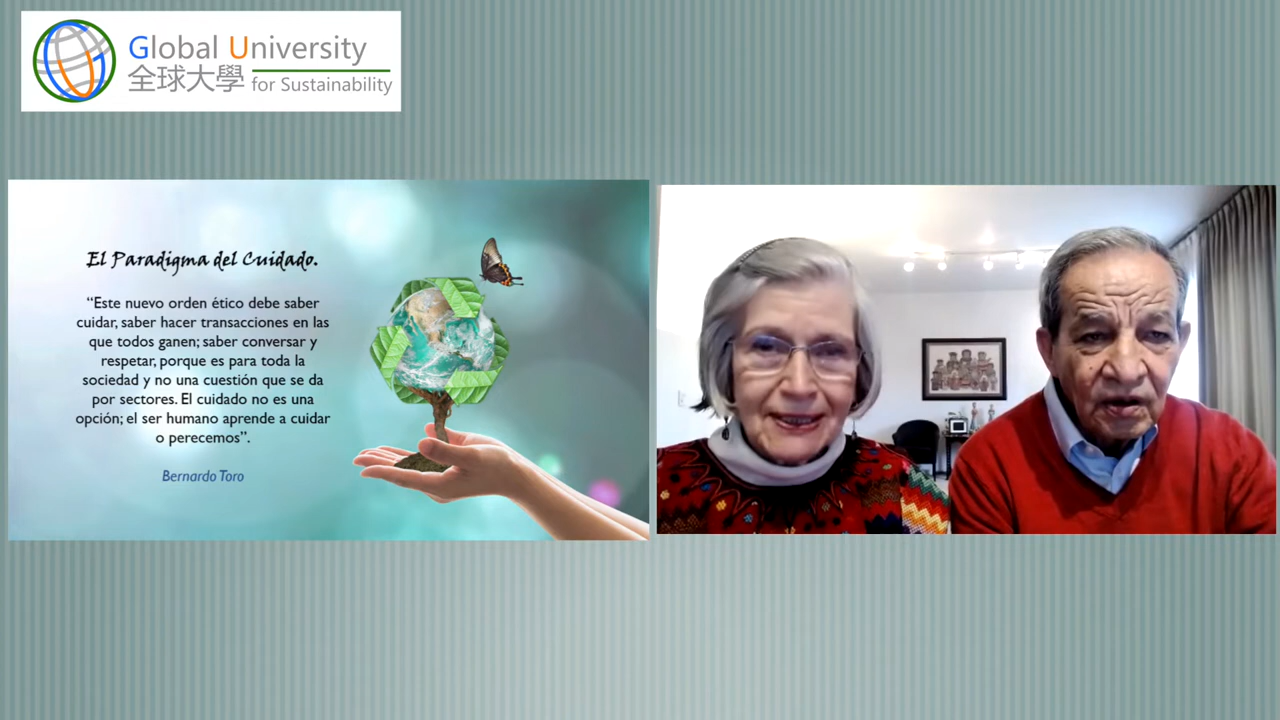 Global University
全球大學 for Sustainability
El Paradigma del Cuidado.
“Este nuevo orden ético debe saber
cuidar, saber hacer transacciones en las
que todos ganen; saber conversar y
respetar, porque es para toda la
sociedad y no una cuestión que se da
por sectores. El cuidado no es una
opción; el ser humano aprende a cuidar
o perecemos”.
Bernardo Toro